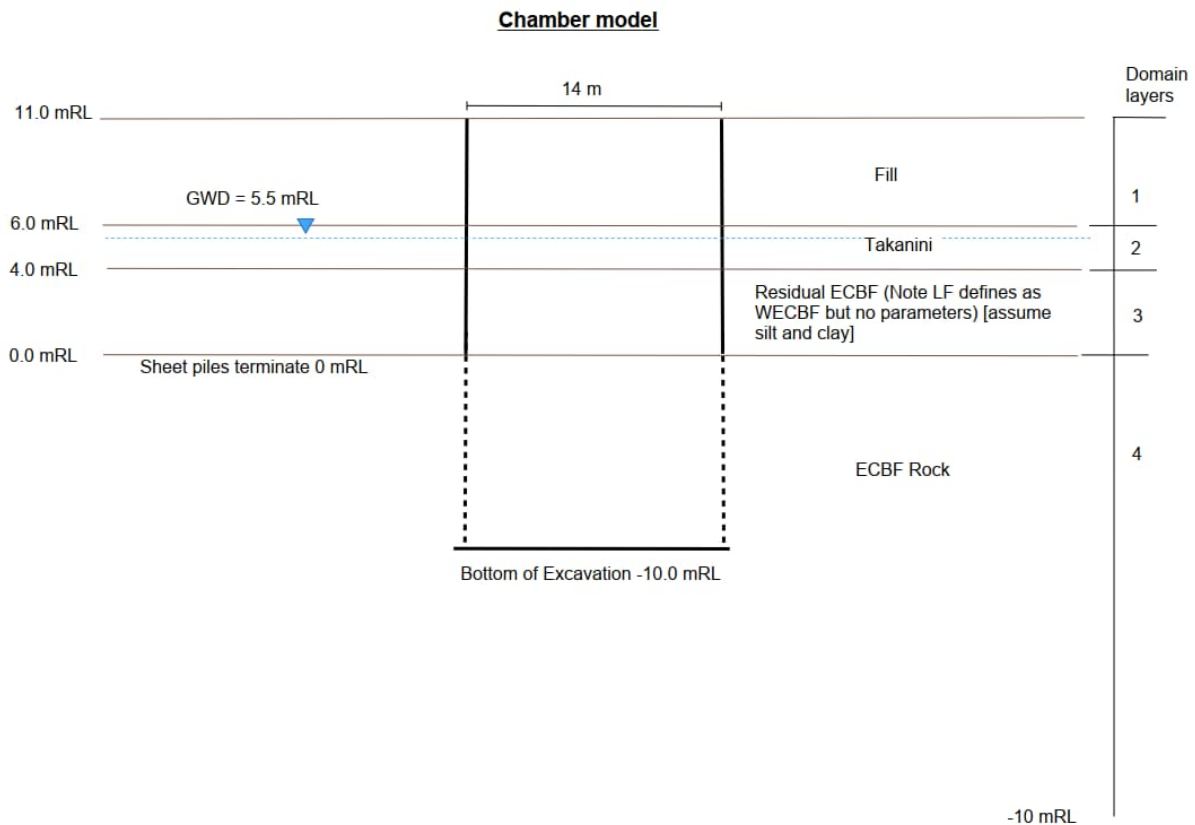 Chamber model
Domain
layers
14 m
11.0 mRL
Fill
GWD = 5.5 mRL
1
6.0 mRL
Takanini
2
4.0 mRL
Residual ECBF (Note LF defines as
WECBF but no parameters) [assume
silt and clay]
3
0.0 mRL
Sheet piles terminate 0 mRL
4
ECBF Rock
Bottom of Excavation -10.0 mRL
-10 mRL